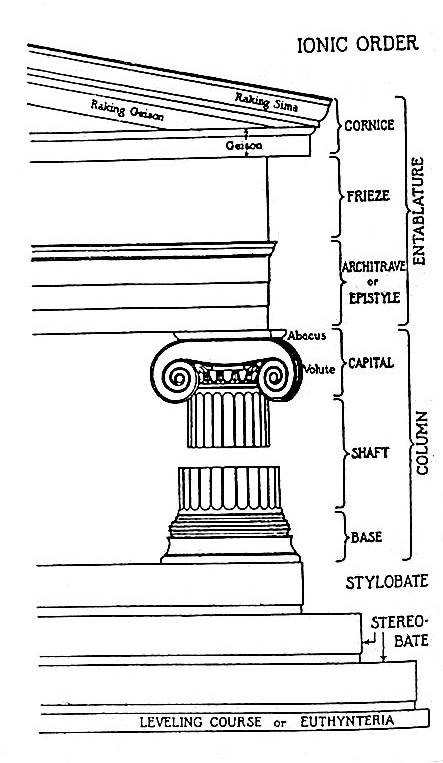 IONIC ORDER
Raking Sima
Raking Geison
CORNICE
Geison
FRIEZE
ENTABLATURE
ARCHITRAVE
or
EPISTYLE
Abacus
CAPITAL
Volute
COLUMN
SHAFT
BASE
STYLOBATE
STEREO-
BATE
LEVELING COURSE or EUTHYNTERIA